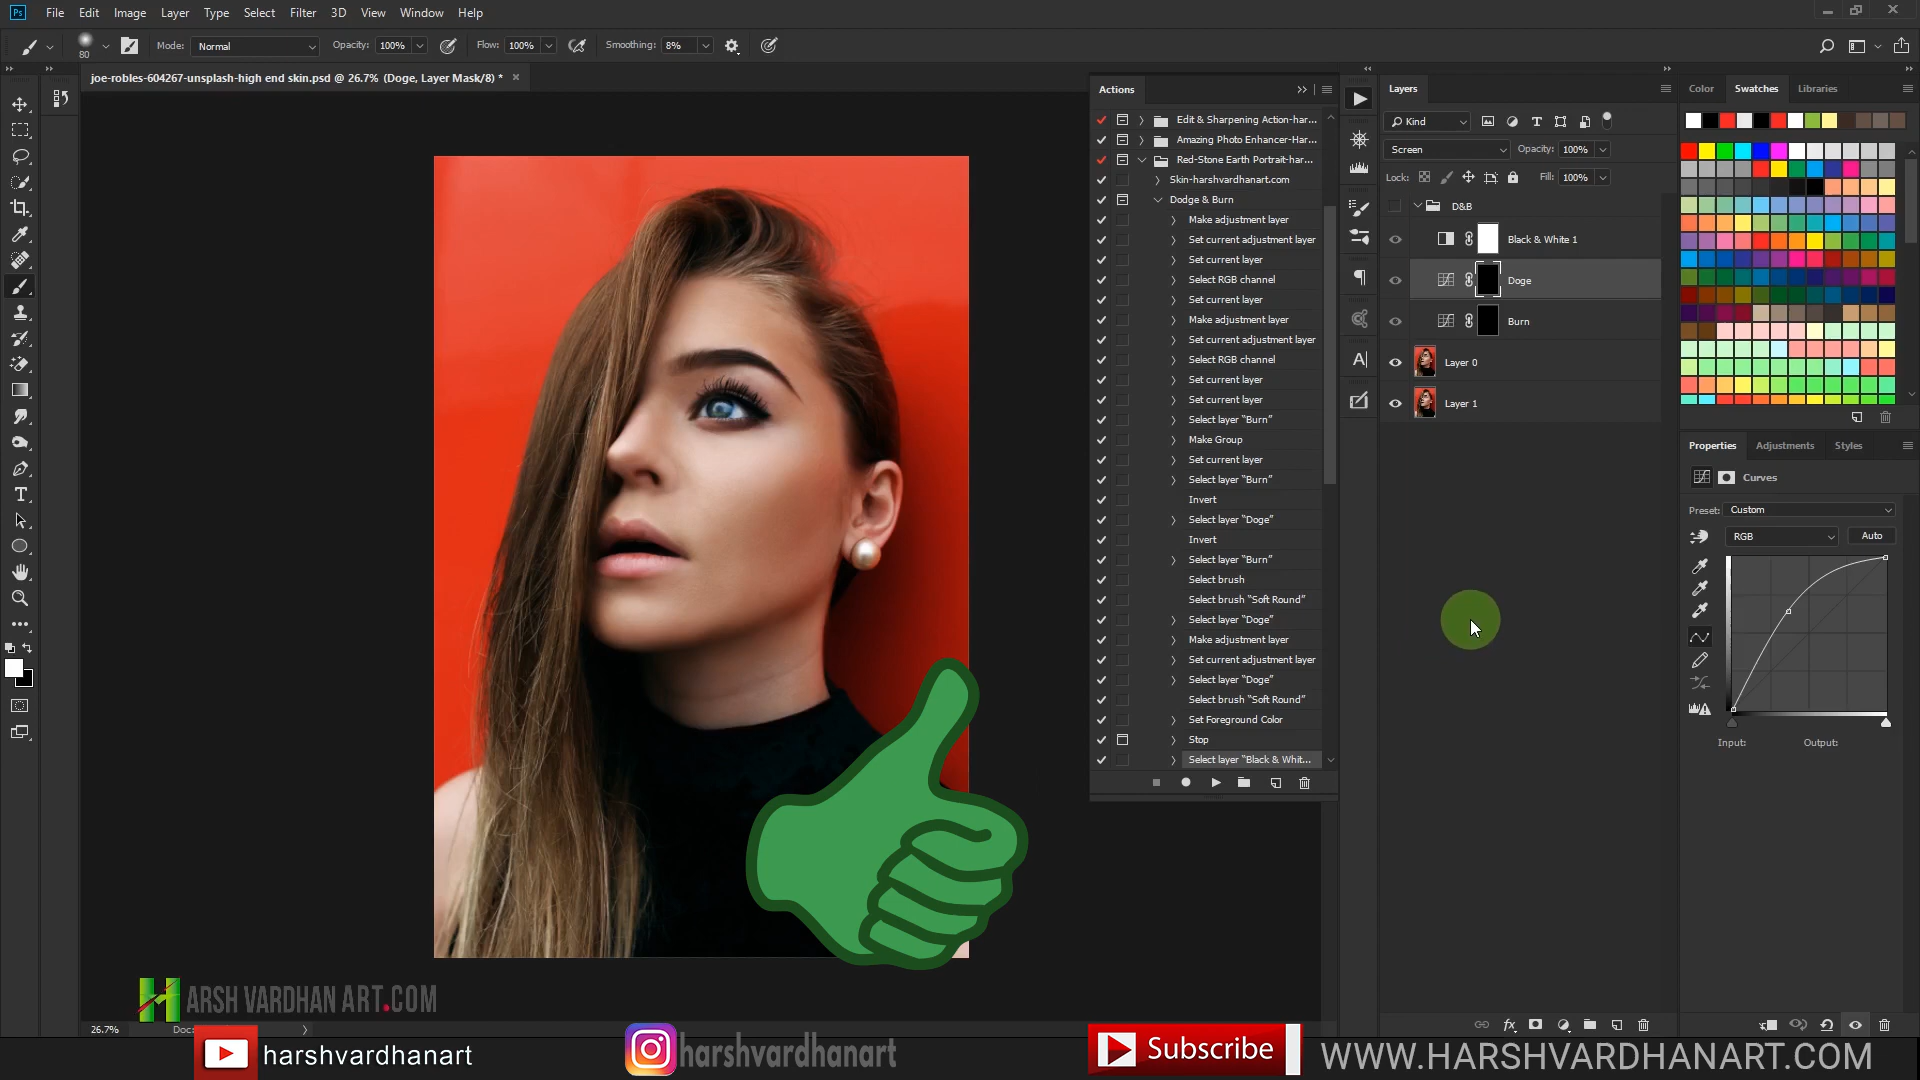 Ps File Edit Image Layer Type Select Filter 3D View Window Help
80 Mode: Normal Opacity: 100% Flow: 100% Smoothing: 8%
joe-robles-604267-unsplash-high end skin.psd @ 26.7% (Doge, Layer Mask/8) * ×
Actions
Edit & Sharpening Action-har...
Amazing Photo Enhancer-Har...
Red-Stone Earth Portrait-har...
Skin-harshvardhanart.com
Dodge & Burn
Make adjustment layer
Set current adjustment layer
Set current layer
Select RGB channel
Set current layer
Make adjustment layer
Set current adjustment layer
Select RGB channel
Set current layer
Set current layer
Select layer "Burn"
Make Group
Set current layer
Select layer "Burn"
Invert
Select layer "Doge"
Invert
Select layer "Burn"
Select brush
Select brush "Soft Round"
Select layer "Doge"
Make adjustment layer
Set current adjustment layer
Select layer "Doge"
Select brush "Soft Round"
Set Foreground Color
Stop
Select layer "Black & Whit...
Layers
Kind
Screen Opacity: 100%
Lock: Fill: 100%
D&B
Black & White 1
Doge
Burn
Layer 0
Layer 1
fx
Color Swatches Libraries
Properties Adjustments Styles
Curves
Preset: Custom
RGB Auto
Input: Output:
HARSH VARDHAN ART.COM
26.7% Doc:
harshvardhanart
harshvardhanart
Subscribe
WWW.HARSHVARDHANART.COM